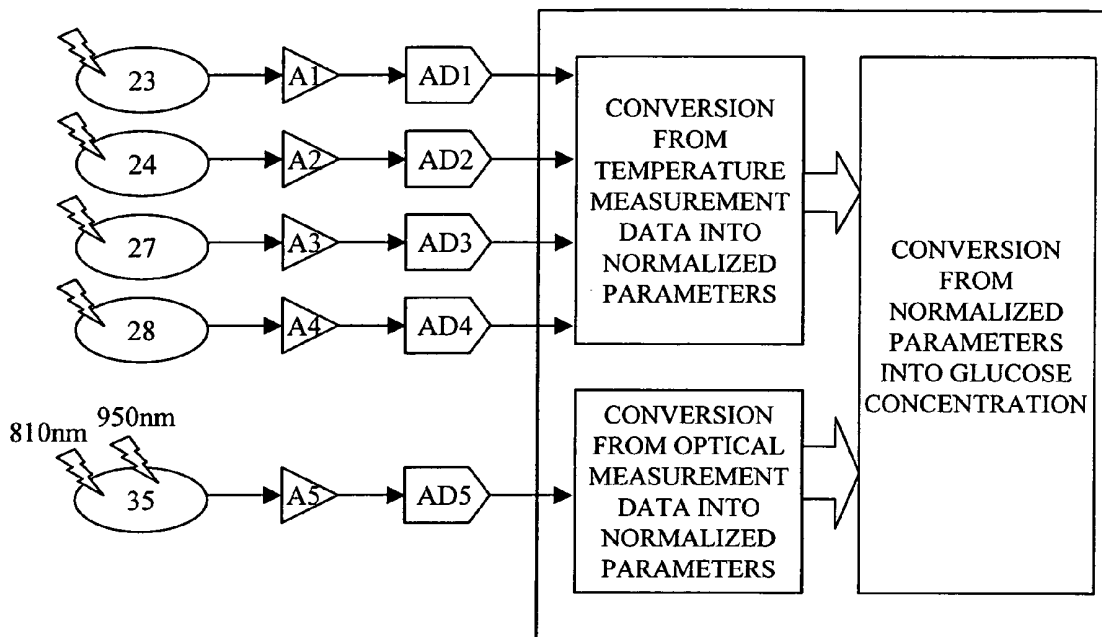 23
A1
AD1
24
A2
AD2
27
A3
AD3
28
A4
AD4
CONVERSION
FROM
TEMPERATURE
MEASUREMENT
DATA INTO
NORMALIZED
PARAMETERS
810nm
950nm
35
A5
AD5
CONVERSION
FROM OPTICAL
MEASUREMENT
DATA INTO
NORMALIZED
PARAMETERS
CONVERSION
FROM
NORMALIZED
PARAMETERS
INTO GLUCOSE
CONCENTRATION